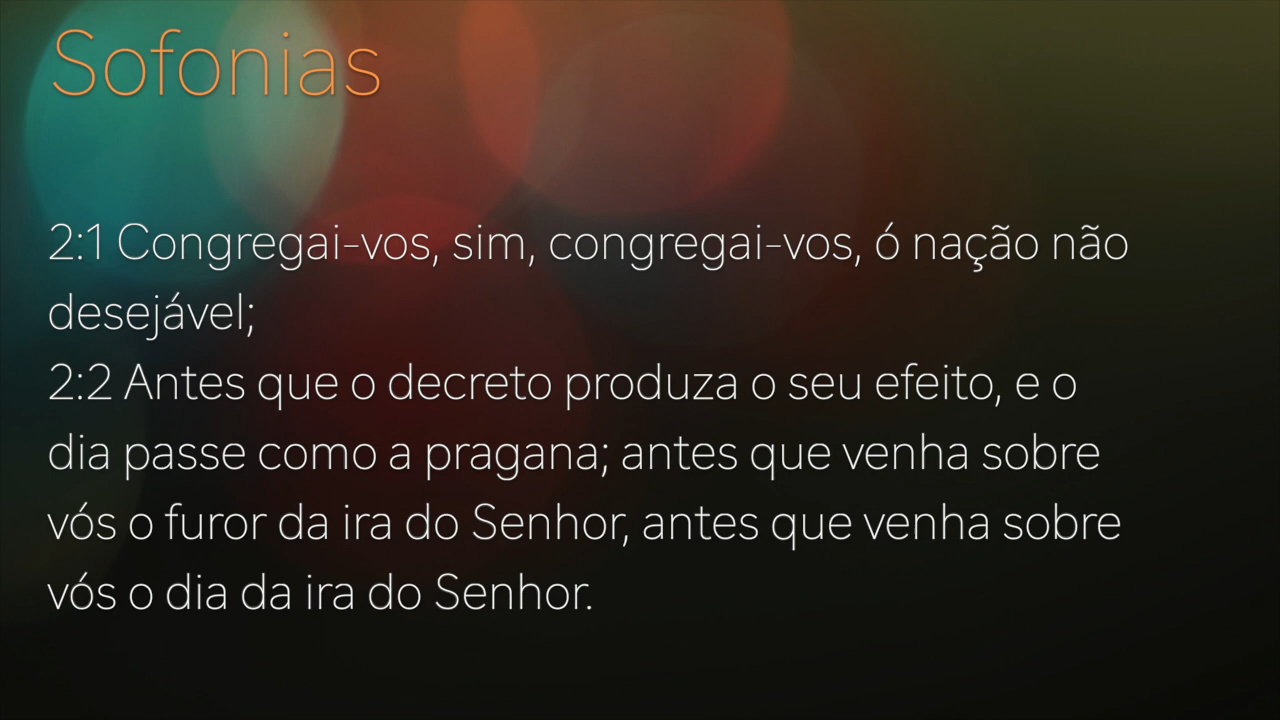 Sofonias
2:1 Congregai-vos, sim, congregai-vos, ó nação não
desejável;
2:2 Antes que o decreto produza o seu efeito, e o
dia passe como a pragana; antes que venha sobre
vós o furor da ira do Senhor, antes que venha sobre
vós o dia da ira do Senhor.